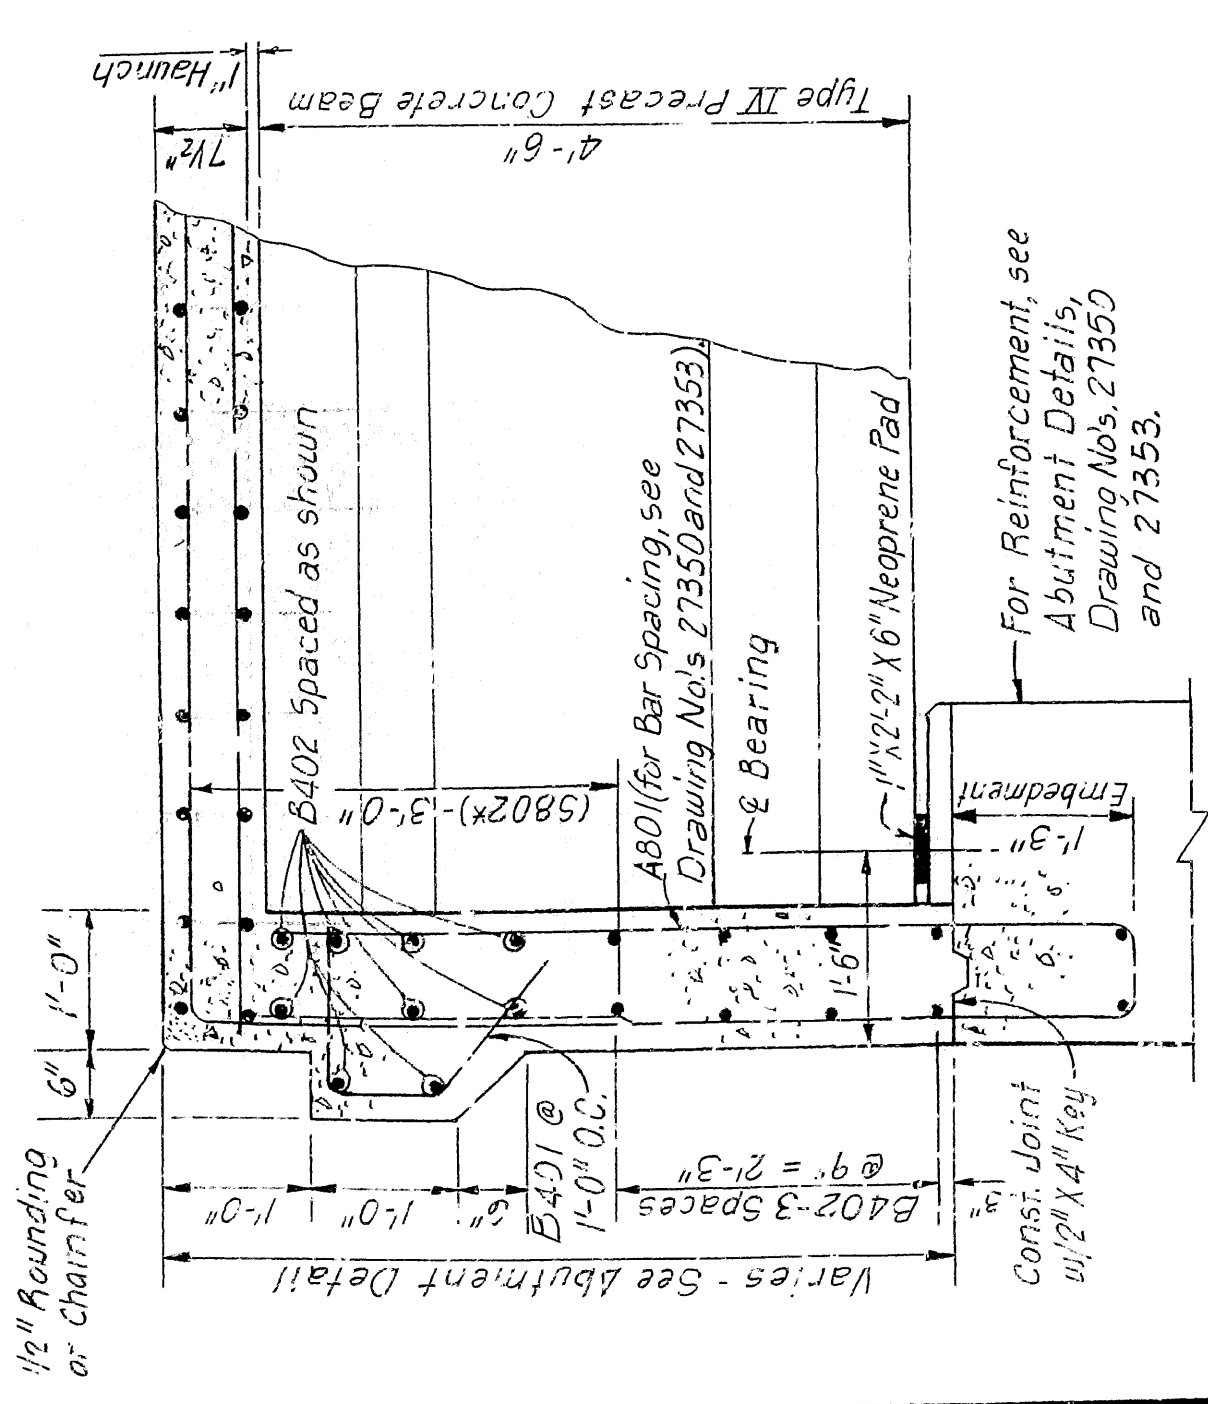 1/2" Rounding
or Chamfer
6"
1'-0"
7 1/2"
1" Haunch
4'-6"
Type IV Precast Concrete Beam
B402 Spaced as shown
(S802*)-3'-0"
A801 (for Bar Spacing, see
Drawing No.'s 27350 and 27353).
℄ Bearing
1"X2'-2"X6" Neoprene Pad
1'-6"
1'-3"
Embedment
For Reinforcement, see
Abutment Details,
Drawing No's. 27350
and 27353.
1'-0"
1'-0"
6"
B401 @
1'-0" O.C.
B402-3 Spaces
@ 9" = 2'-3"
3"
Const. Joint
w/2" X 4" Key
Varies - See Abutment Detail